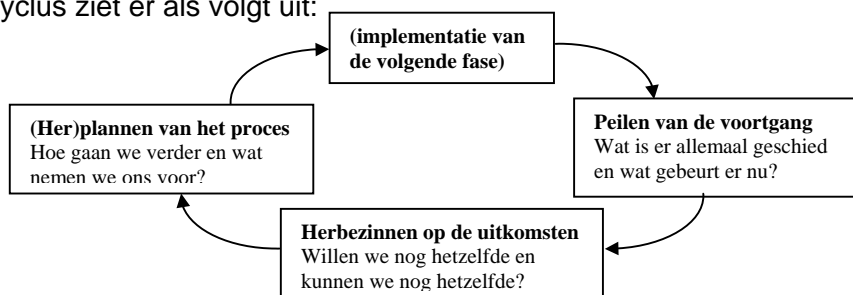 yclus ziet er als volgt uit:
(implementatie van
de volgende fase)
(Her)plannen van het proces
Hoe gaan we verder en wat
nemen we ons voor?
Peilen van de voortgang
Wat is er allemaal geschied
en wat gebeurt er nu?
Herbezinnen op de uitkomsten
Willen we nog hetzelfde en
kunnen we nog hetzelfde?